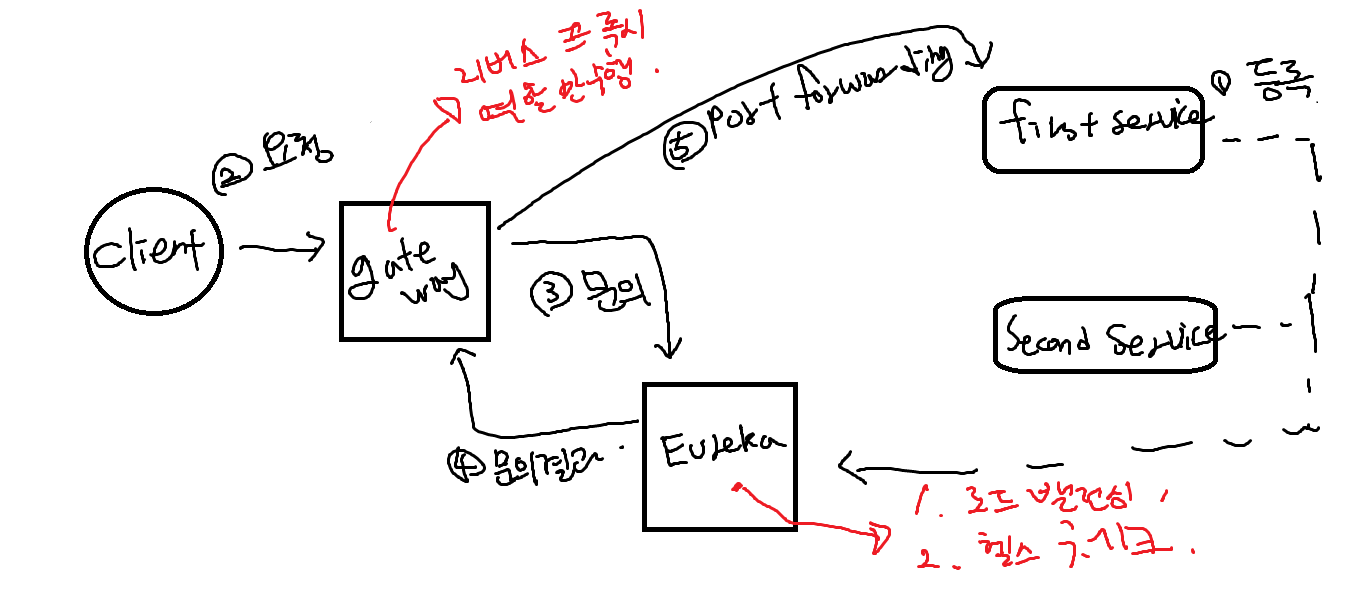 리버스 프록시
역할만수행.
② 요청
client
gate
way
③ 문의
④ 문의결과.
⑤ Port forwarding
① 등록
first service
Second Service
Eureka
1. 로드 밸런싱,
2. 헬스 체크.